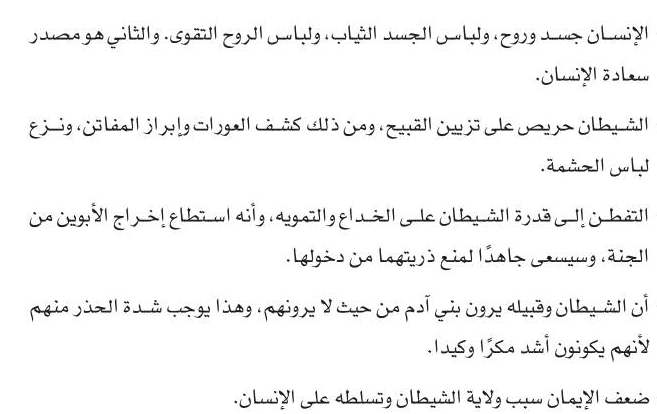 الإنسان جسد وروح، ولباس الجسد الثياب، ولباس الروح التقوى. والثاني هو مصدر
سعادة الإنسان.
الشيطان حريص على تزيين القبيح، ومن ذلك كشف العورات وإبراز المفاتن، ونزع
لباس الحشمة.
التفطن إلى قدرة الشيطان على الخداع والتمويه، وأنه استطاع إخراج الأبوين من
الجنة، وسيسعى جاهدًا لمنع ذريتهما من دخولها.
أن الشيطان وقبيله يرون بني آدم من حيث لا يرونهم، وهذا يوجب شدة الحذر منهم
لأنهم يكونون أشد مكرًا وكيدا.
ضعف الإيمان سبب ولاية الشيطان وتسلطه على الإنسان.